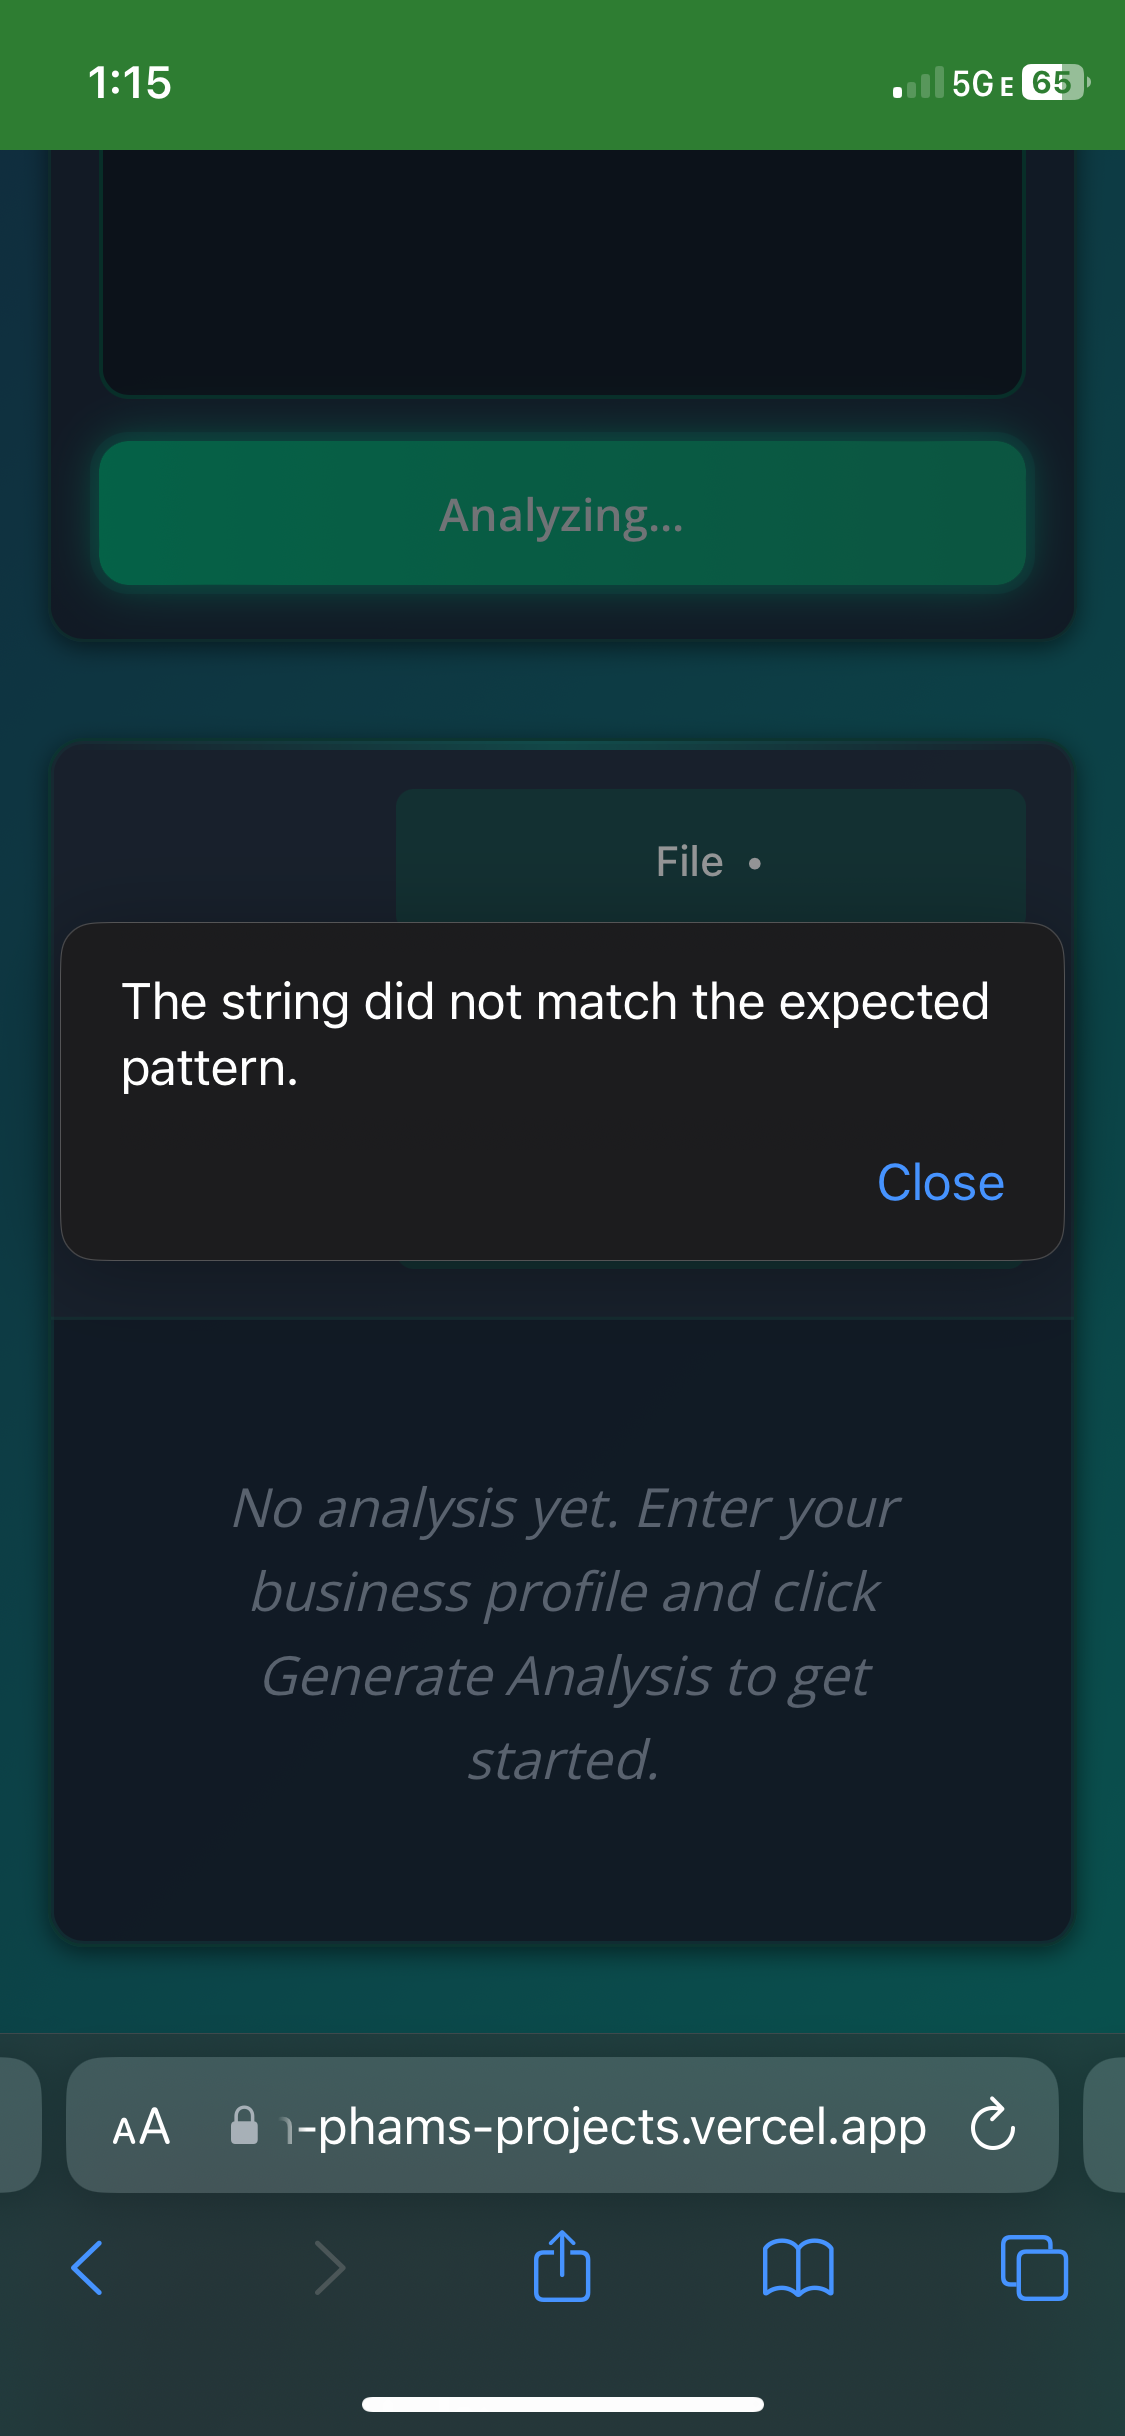 1:15
5G E 65
Analyzing...
File •
The string did not match the expected
pattern.
Close
No analysis yet. Enter your
business profile and click
Generate Analysis to get
started.
AA
-phams-projects.vercel.app